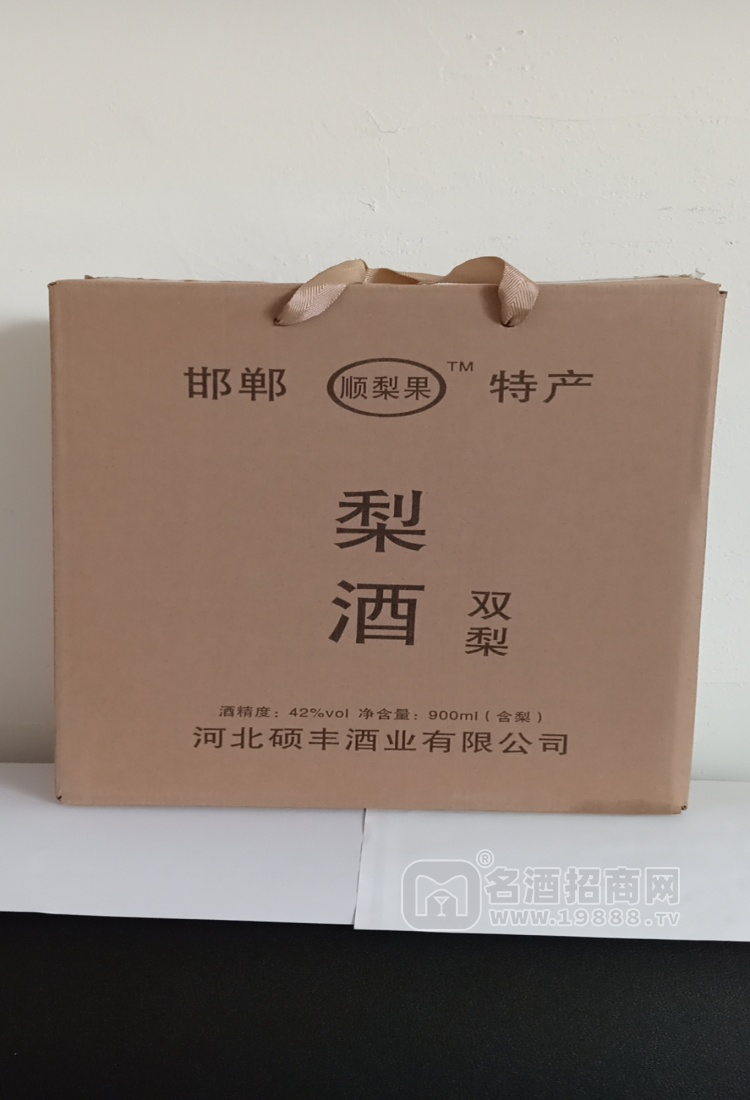 邯郸 顺梨果 TM 特产
梨
酒
双
梨
酒精度：42%vol 净含量：900ml（含梨）
河北硕丰酒业有限公司
® 名酒招商网
www.19888.TV